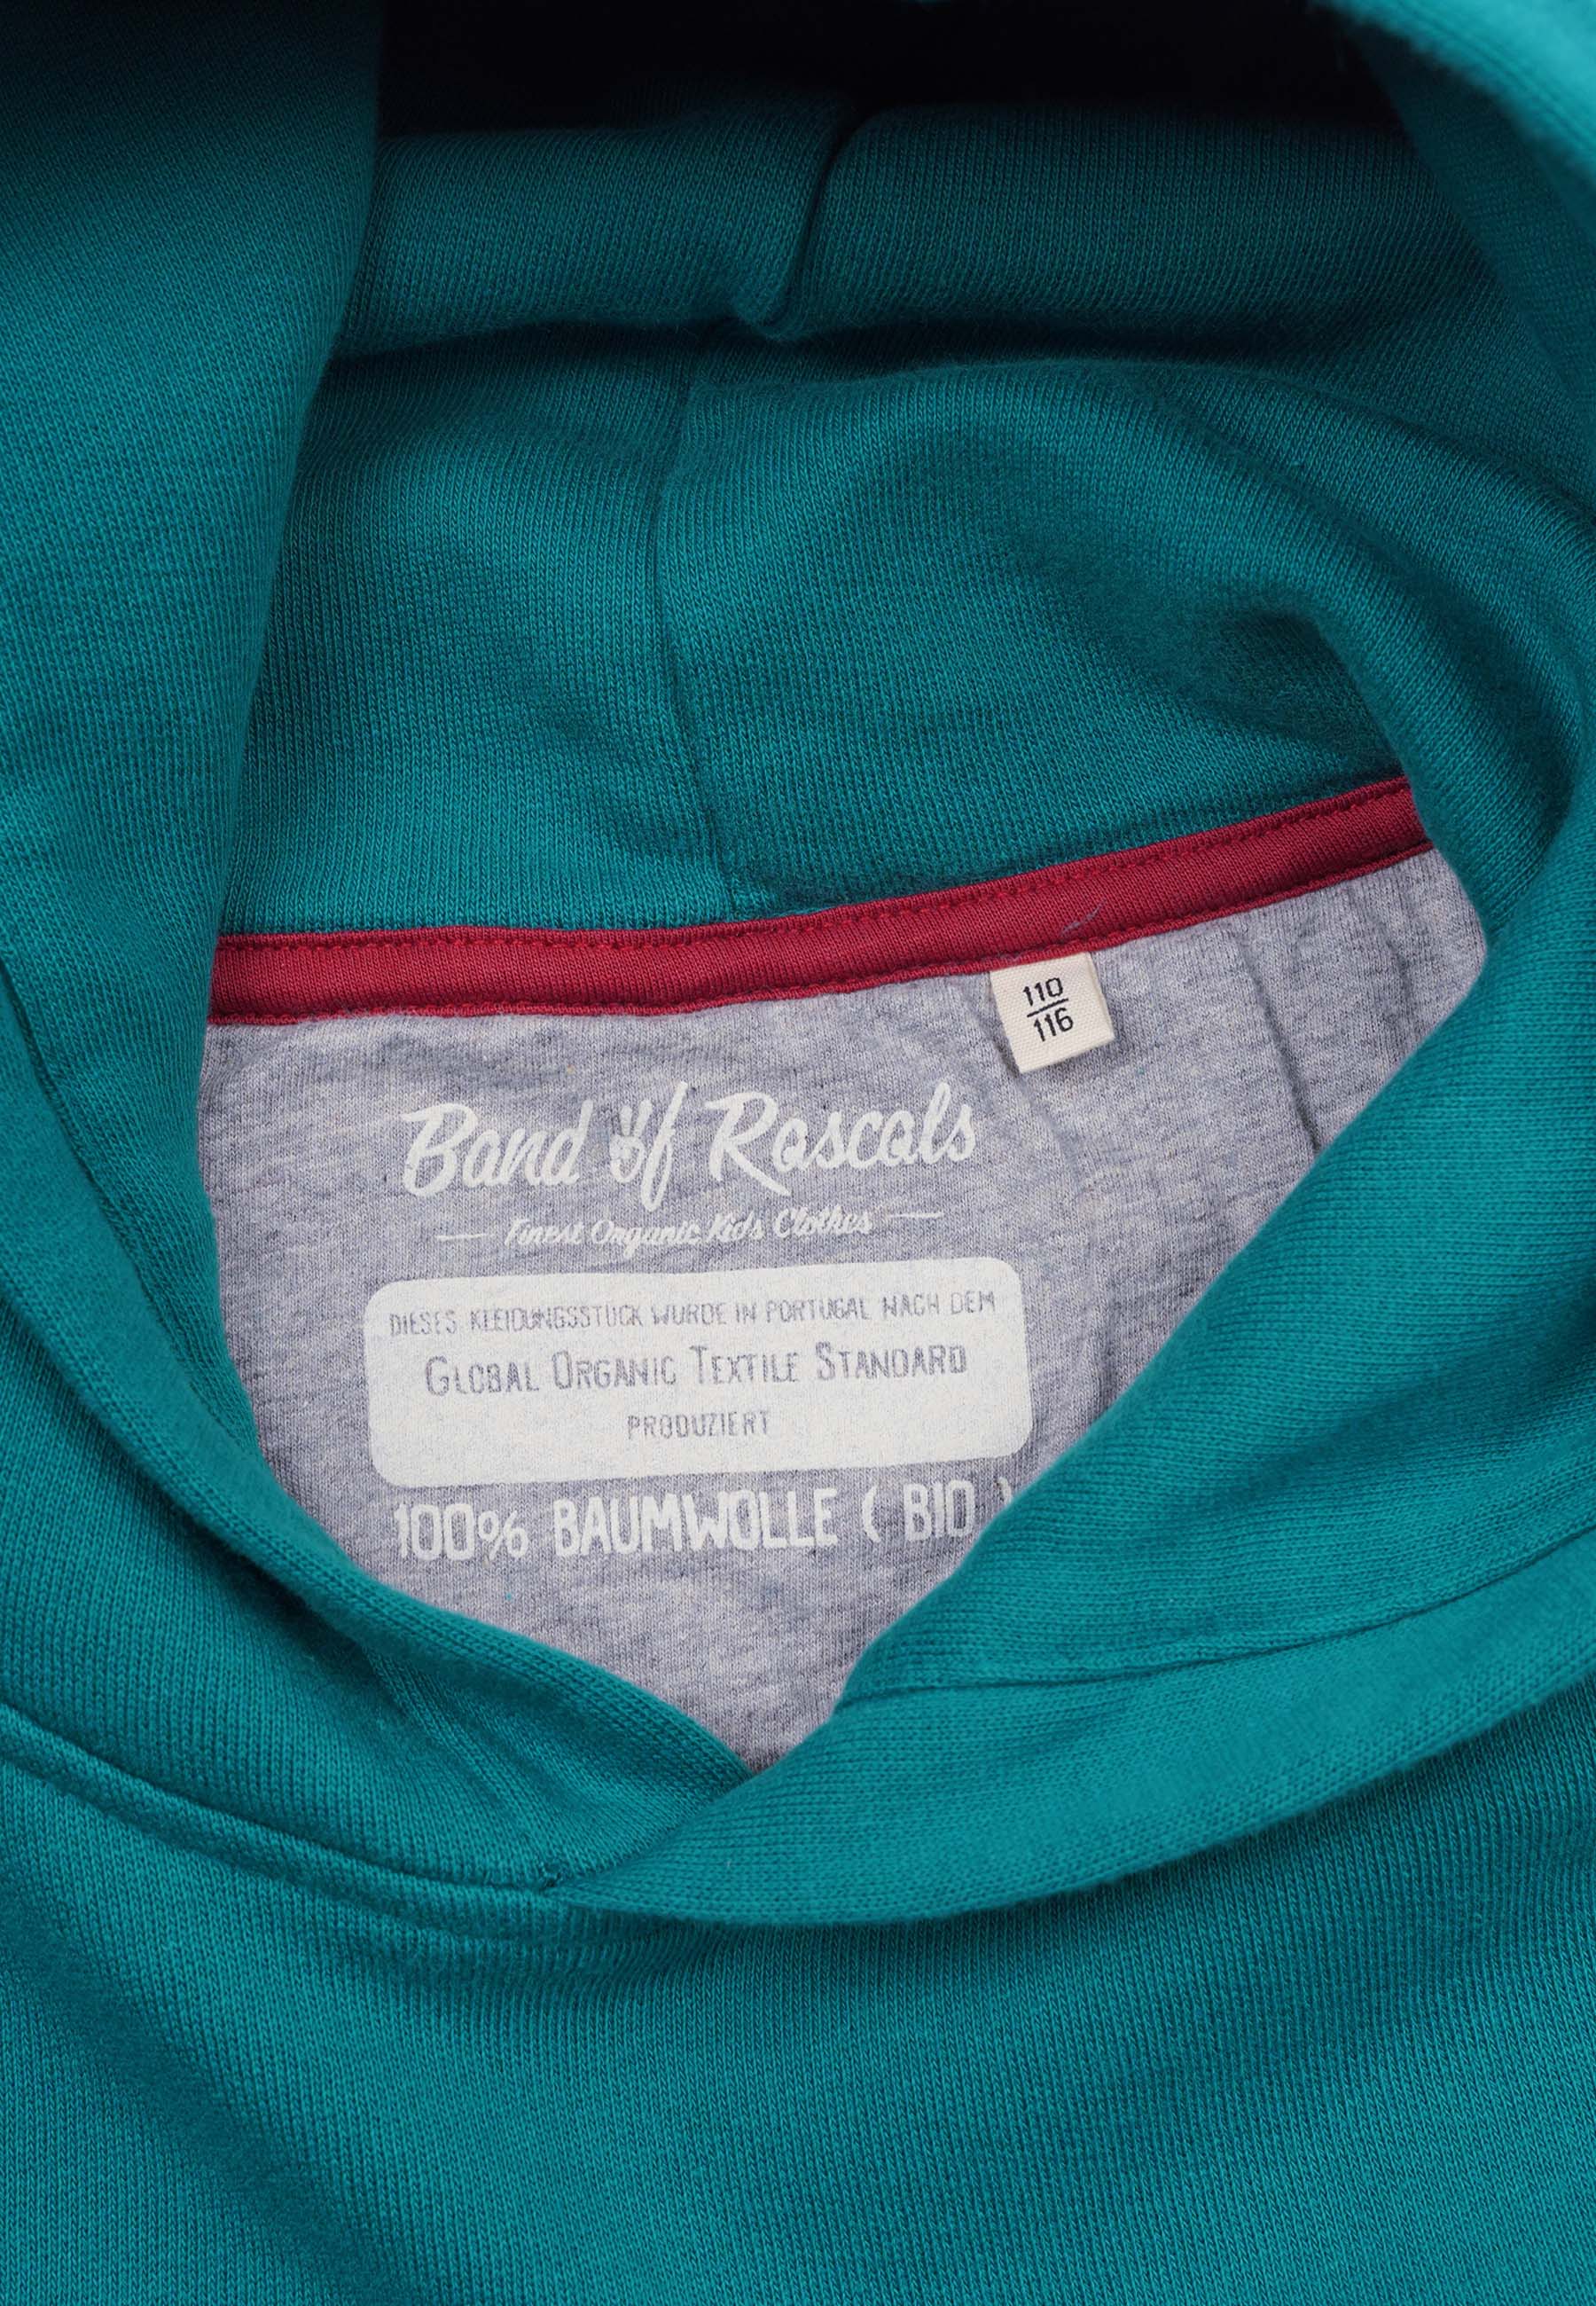 110
116
Band of Rascals
Finest Organic Kids Clothes
DIESES KLEIDUNGSSTÜCK WURDE IN PORTUGAL NACH DEM
GLOBAL ORGANIC TEXTILE STANDARD
PRODUZIERT
100% BAUMWOLLE ( BIO )